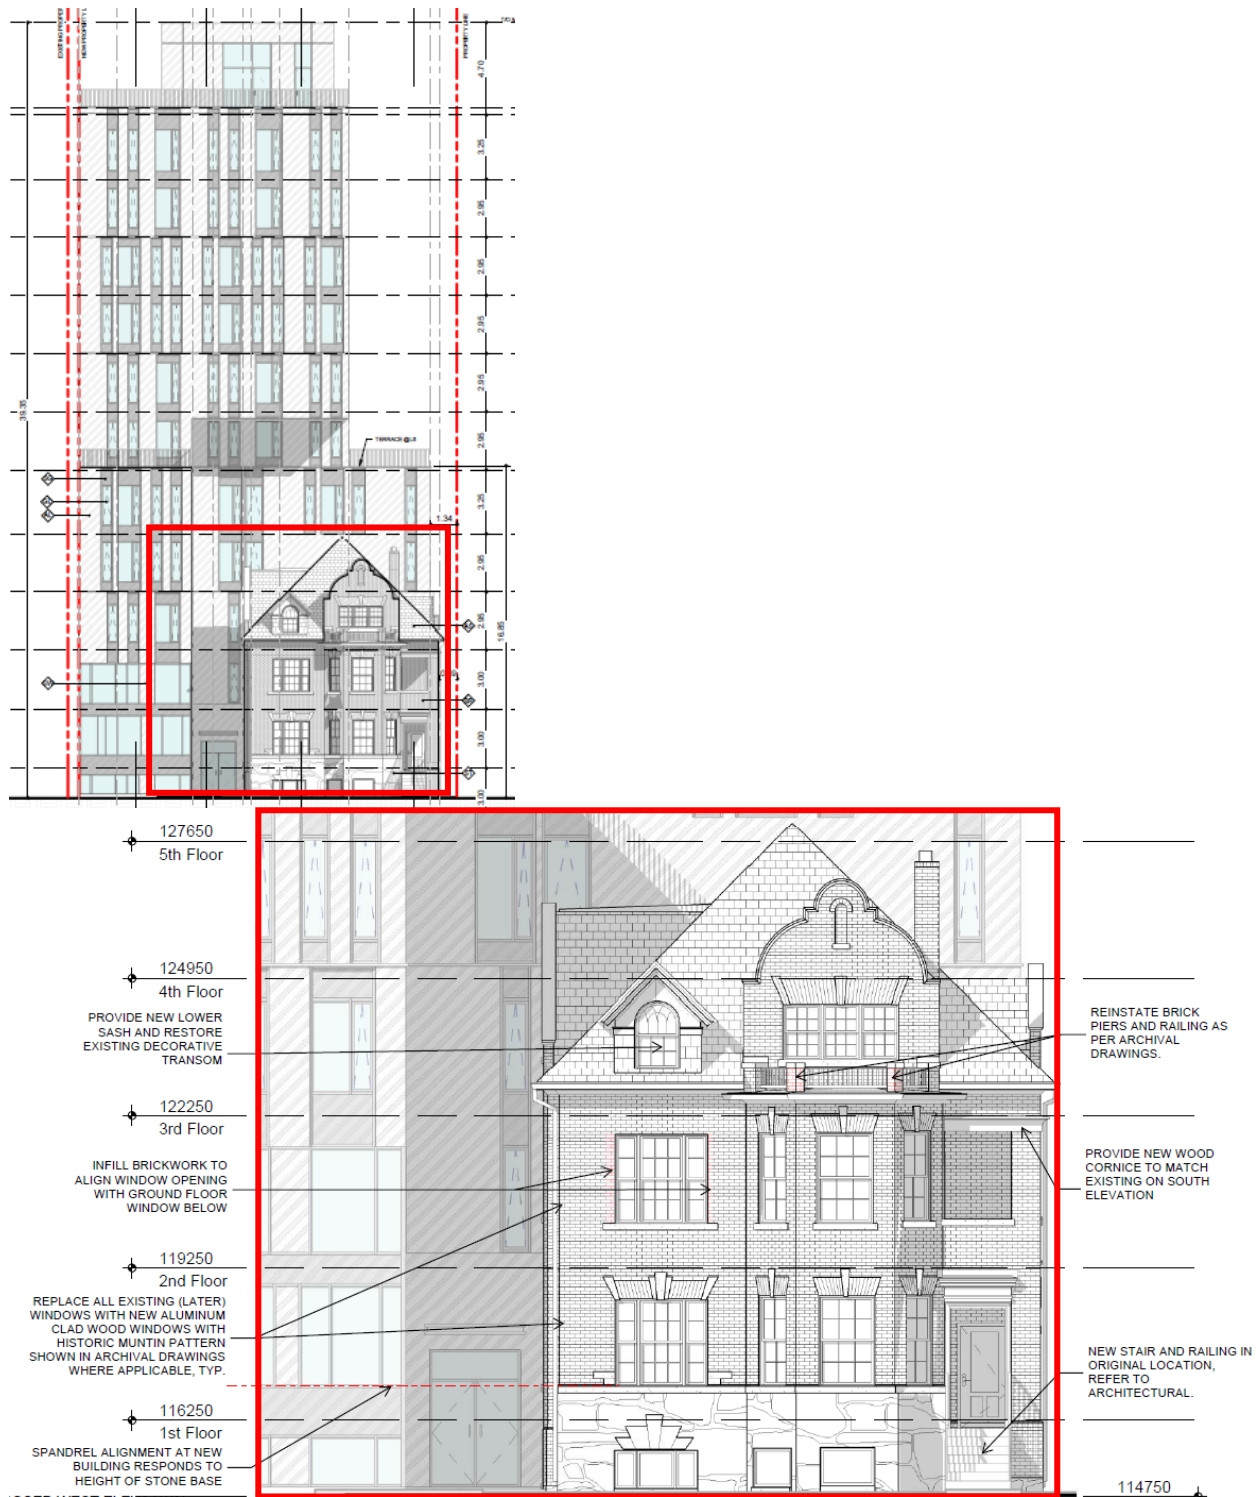 NEW PROPERTY L
PROPERTY LINE
4.70
3.25
2.95
2.95
2.95
2.95
2.95
39.35
TERRACE @L6
3.25
1.34
2.95
2.95
16.85
3.00
3.00
3.00
127650
5th Floor
124950
4th Floor
PROVIDE NEW LOWER
SASH AND RESTORE
EXISTING DECORATIVE
TRANSOM
REINSTATE BRICK
PIERS AND RAILING AS
PER ARCHIVAL
DRAWINGS.
122250
3rd Floor
INFILL BRICKWORK TO
ALIGN WINDOW OPENING
WITH GROUND FLOOR
WINDOW BELOW
PROVIDE NEW WOOD
CORNICE TO MATCH
EXISTING ON SOUTH
ELEVATION
119250
2nd Floor
REPLACE ALL EXISTING (LATER)
WINDOWS WITH NEW ALUMINUM
CLAD WOOD WINDOWS WITH
HISTORIC MUNTIN PATTERN
SHOWN IN ARCHIVAL DRAWINGS
WHERE APPLICABLE, TYP.
NEW STAIR AND RAILING IN
ORIGINAL LOCATION,
REFER TO
ARCHITECTURAL.
116250
1st Floor
SPANDREL ALIGNMENT AT NEW
BUILDING RESPONDS TO
HEIGHT OF STONE BASE
114750